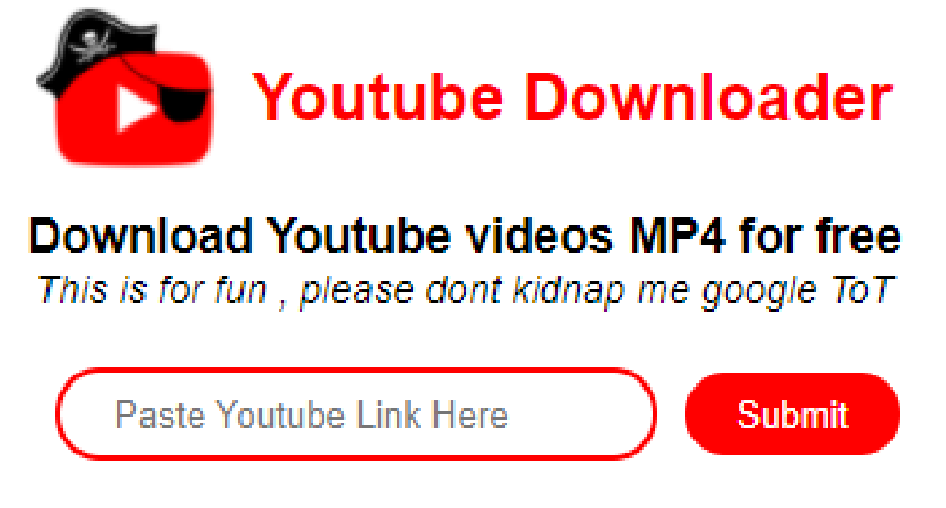 Youtube Downloader
Download Youtube videos MP4 for free
This is for fun , please dont kidnap me google ToT
Paste Youtube Link Here
Submit